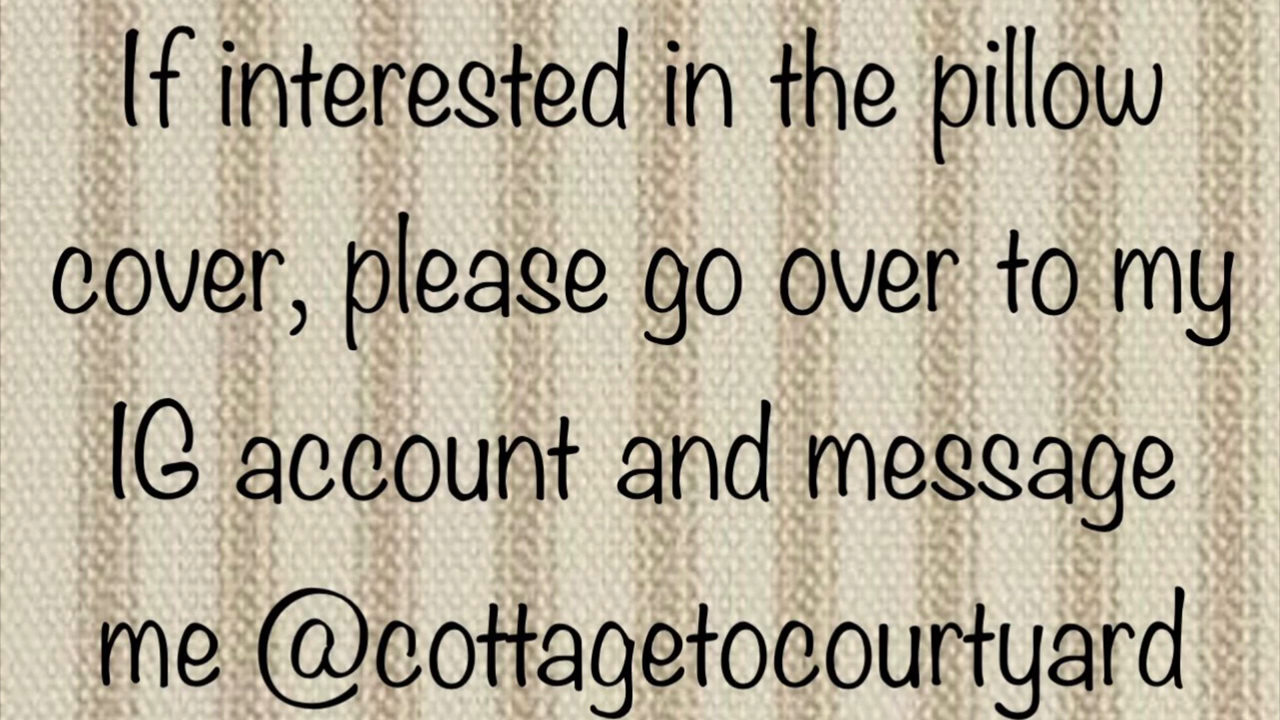 If interested in the pillow
cover, please go over to my
IG account and message
me @cottagetocourtyard